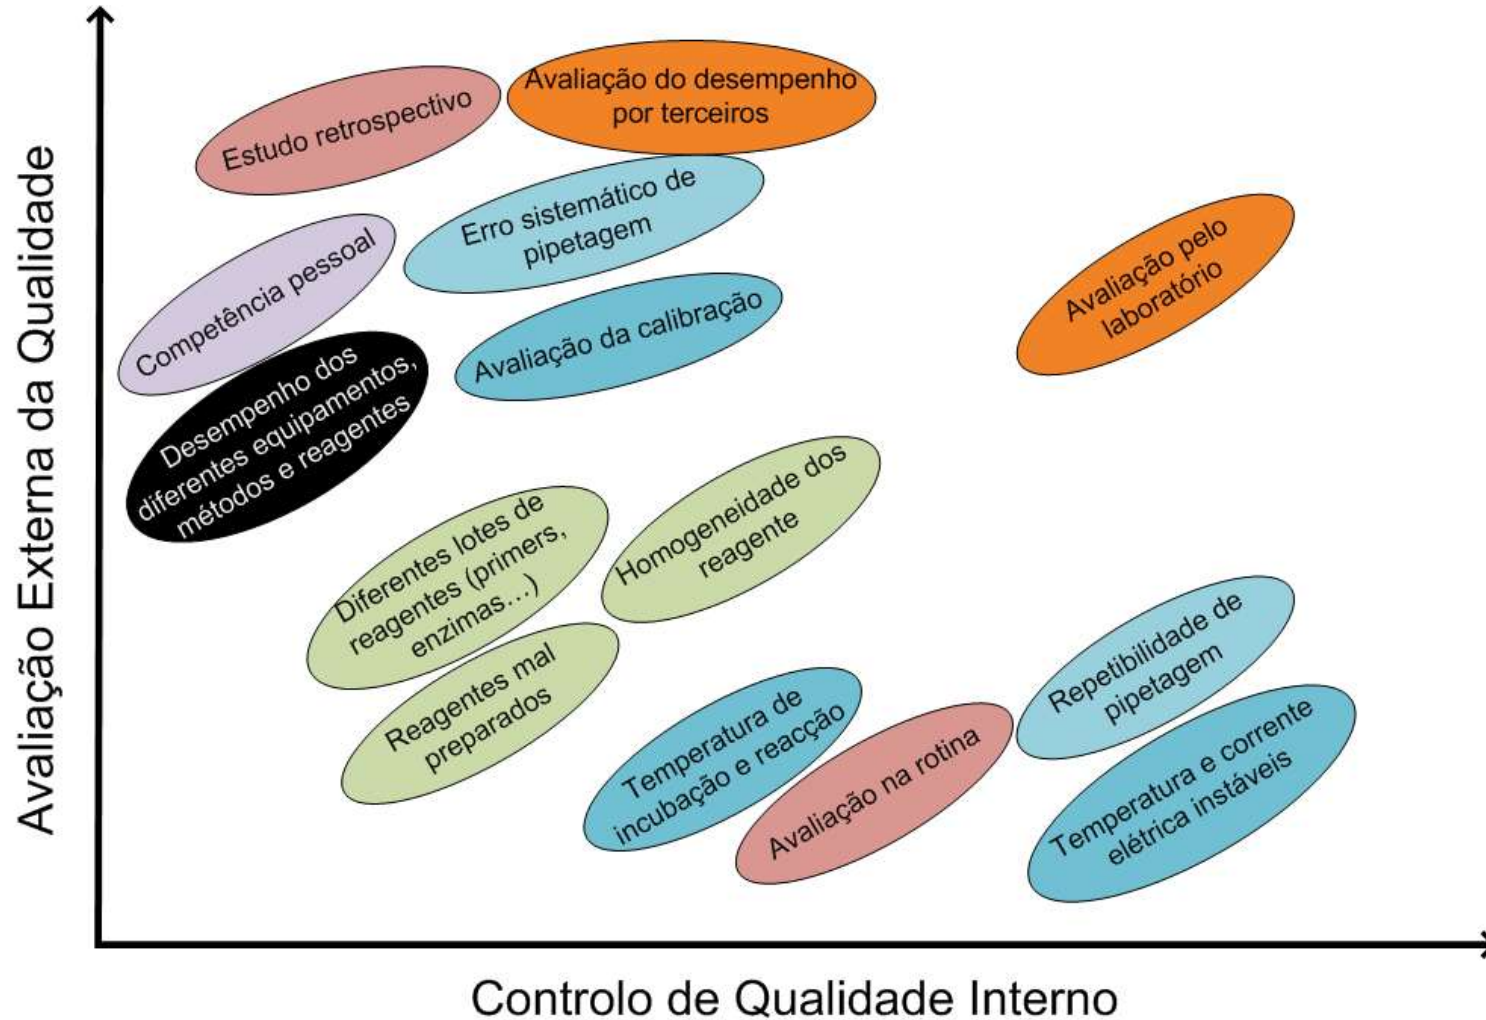 Avaliação Externa da Qualidade
Estudo retrospectivo
Avaliação do desempenho
por terceiros
Erro sistemático de
pipetagem
Competência pessoal
Avaliação da calibração
Avaliação pelo
laboratório
Desempenho dos
diferentes equipamentos,
métodos e reagentes
Homogeneidade dos
reagente
Diferentes lotes de
reagentes (primers,
enzimas...)
Reagentes mal
preparados
Repetibilidade de
pipetagem
Temperatura de
incubação e reacção
Avaliação na rotina
Temperatura e corrente
elétrica instáveis
Controlo de Qualidade Interno